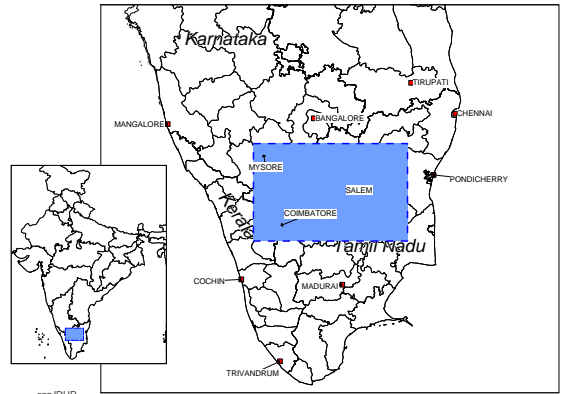 Karnataka
TIRUPATI
CHENNAI
BANGALORE
MANGALORE
MYSORE
PONDICHERRY
SALEM
Kerala
COIMBATORE
Tamil Nadu
COCHIN
MADURAI
TRIVANDRUM